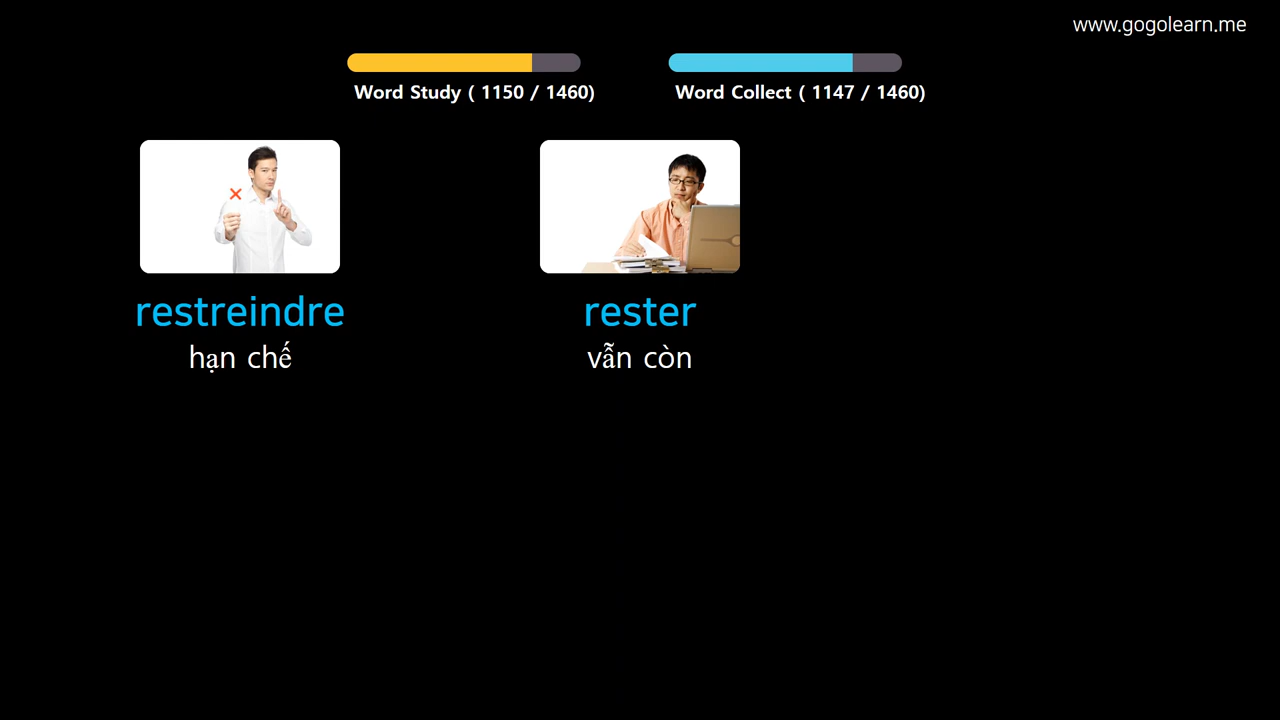 www.gogolearn.me
Word Study ( 1150 / 1460)
Word Collect ( 1147 / 1460)
restreindre
hạn chế
rester
vẫn còn